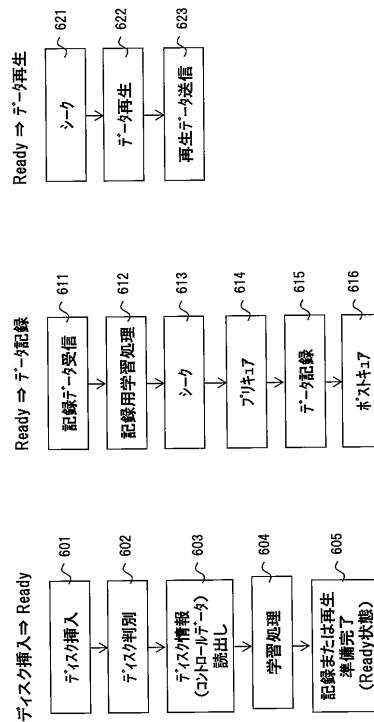 ディスク挿入⇒ Ready
ディスク挿入
601
ディスク判別
602
ディスク情報
(コントロールデータ)
読出し
603
学習処理
604
記録または再生
準備完了
(Ready状態)
605
Ready ⇒ データ記録
記録データ受信
611
記録用学習処理
612
シーク
613
プリキュア
614
データ記録
615
ポストキュア
616
Ready ⇒ データ再生
シーク
621
データ再生
622
再生データ送信
623